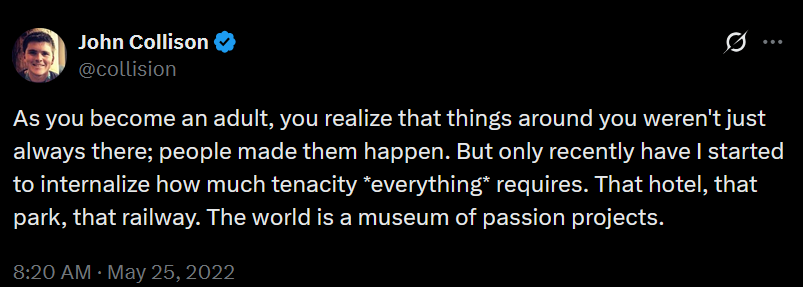 John Collison
@collison
As you become an adult, you realize that things around you weren't just
always there; people made them happen. But only recently have I started
to internalize how much tenacity *everything* requires. That hotel, that
park, that railway. The world is a museum of passion projects.
8:20 AM · May 25, 2022